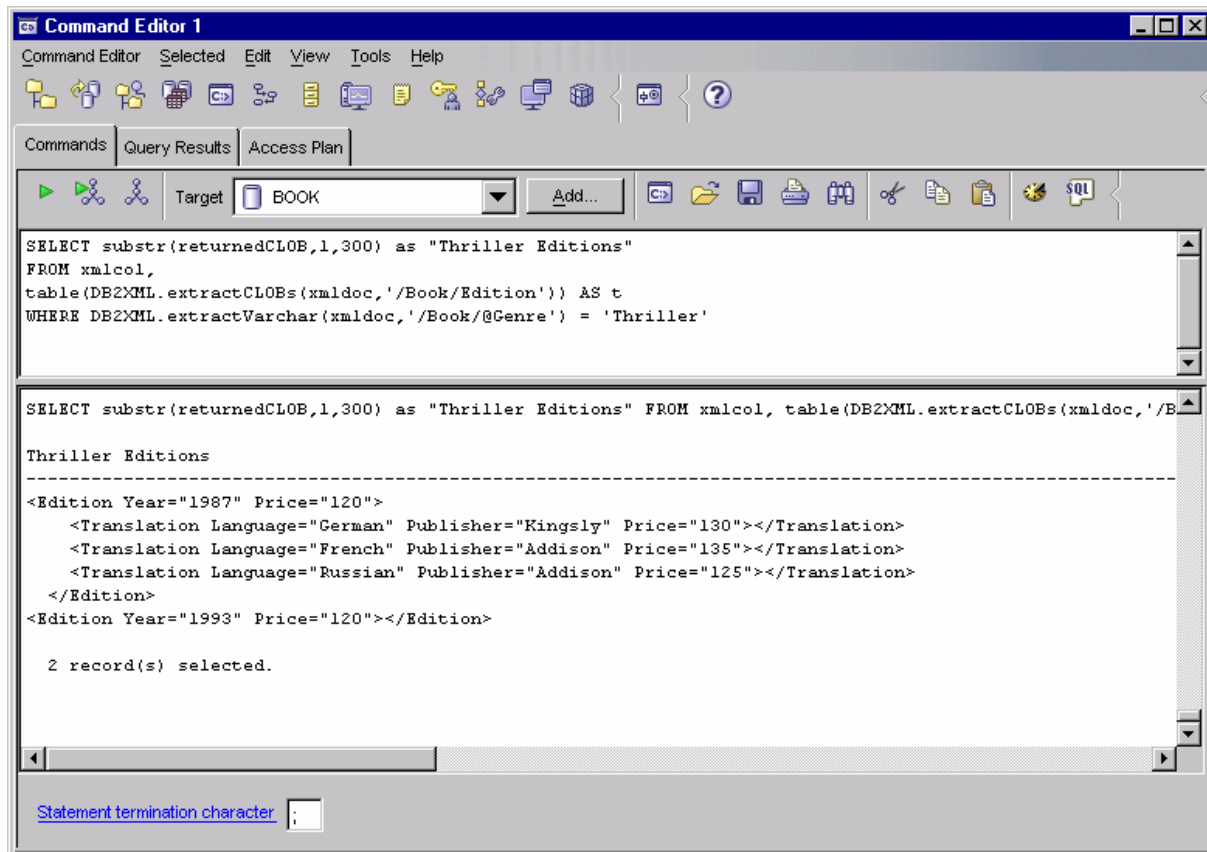 Command Editor 1
Command Editor Selected Edit View Tools Help
Commands Query Results Access Plan
Target BOOK Add... SQL
SELECT substr(returnedCLOB,1,300) as "Thriller Editions"
FROM xmlcol,
table(DB2XML.extractCLOBs(xmldoc,'/Book/Edition')) AS t
WHERE DB2XML.extractVarchar(xmldoc,'/Book/@Genre') = 'Thriller'
SELECT substr(returnedCLOB,1,300) as "Thriller Editions" FROM xmlcol, table(DB2XML.extractCLOBs(xmldoc,'/B
Thriller Editions
--------------------------------------------------------------------------------------------------------
<Edition Year="1987" Price="120">
<Translation Language="German" Publisher="Kingsly" Price="130"></Translation>
<Translation Language="French" Publisher="Addison" Price="135"></Translation>
<Translation Language="Russian" Publisher="Addison" Price="125"></Translation>
</Edition>
<Edition Year="1993" Price="120"></Edition>
2 record(s) selected.
Statement termination character ;